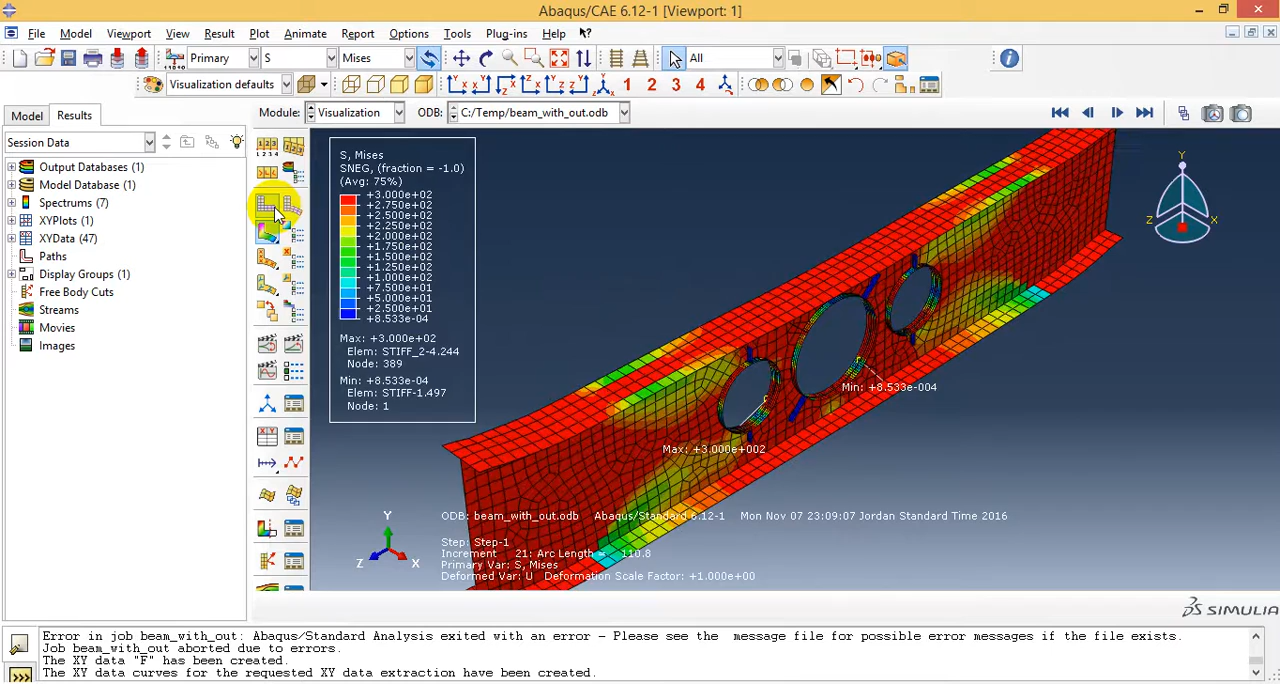 Abaqus/CAE 6.12-1 [Viewport: 1]
File Model Viewport View Result Plot Animate Report Options Tools Plug-ins Help
Primary S Mises All
Visualization defaults 1 2 3 4
Model Results Module: Visualization ODB: C:/Temp/beam_with_out.odb
Session Data
Output Databases (1)
Model Database (1)
Spectrums (7)
XYPlots (1)
XYData (47)
Paths
Display Groups (1)
Free Body Cuts
Streams
Movies
Images
S, Mises
SNEG, (fraction = -1.0)
(Avg: 75%)
+3.000e+02
+2.750e+02
+2.500e+02
+2.250e+02
+2.000e+02
+1.750e+02
+1.500e+02
+1.250e+02
+1.000e+02
+7.500e+01
+5.000e+01
+2.500e+01
+8.533e-04
Max: +3.000e+02
Elem: STIFF_2-4.244
Node: 389
Min: +8.533e-04
Elem: STIFF-1.497
Node: 1
Y
Z X
Min: +8.533e-004
Max: +3.000e+002
Y
Z X
ODB: beam_with_out.odb Abaqus/Standard 6.12-1 Mon Nov 07 23:09:07 Jordan Standard Time 2016
Step: Step-1
Increment 21: Arc Length = 110.8
Primary Var: S, Mises
Deformed Var: U Deformation Scale Factor: +1.000e+00
SIMULIA
Error in job beam_with_out: Abaqus/Standard Analysis exited with an error - Please see the message file for possible error messages if the file exists.
Job beam_with_out aborted due to errors.
The XY data "F" has been created.
The XY data curves for the requested XY data extraction have been created.